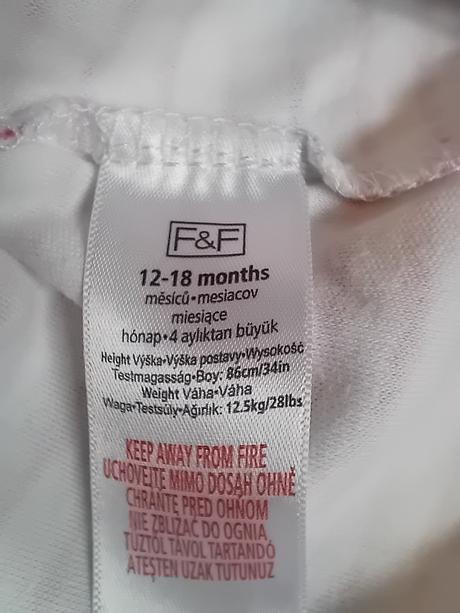 F&F
12-18 months
měsíců•mesiacov
miesiące
hónap•4 ayliktan büyük
Height Výška•Výška postavy•Wysokość
Testmagasság•Boy: 86cm/34in
Weight Váha•Váha
Waga•Testsúly•Ağırlık: 12.5kg/28lbs
KEEP AWAY FROM FIRE
UCHOVEJTE MIMO DOSAH OHNĚ
CHRÁNTE PRED OHŇOM
NIE ZBLIŻAĆ DO OGNIA
TŰZTŐL TÁVOL TARTANDÓ
ATEŞTEN UZAK TUTUNUZ